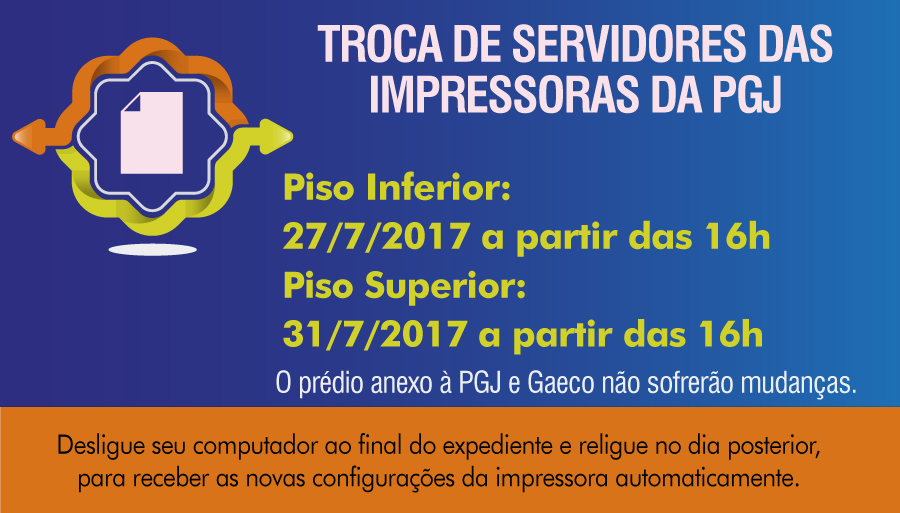 TROCA DE SERVIDORES DAS
IMPRESSORAS DA PGJ
Piso Inferior:
27/7/2017 a partir das 16h
Piso Superior:
31/7/2017 a partir das 16h
O prédio anexo à PGJ e Gaeco não sofrerão mudanças.
Desligue seu computador ao final do expediente e religue no dia posterior,
para receber as novas configurações da impressora automaticamente.